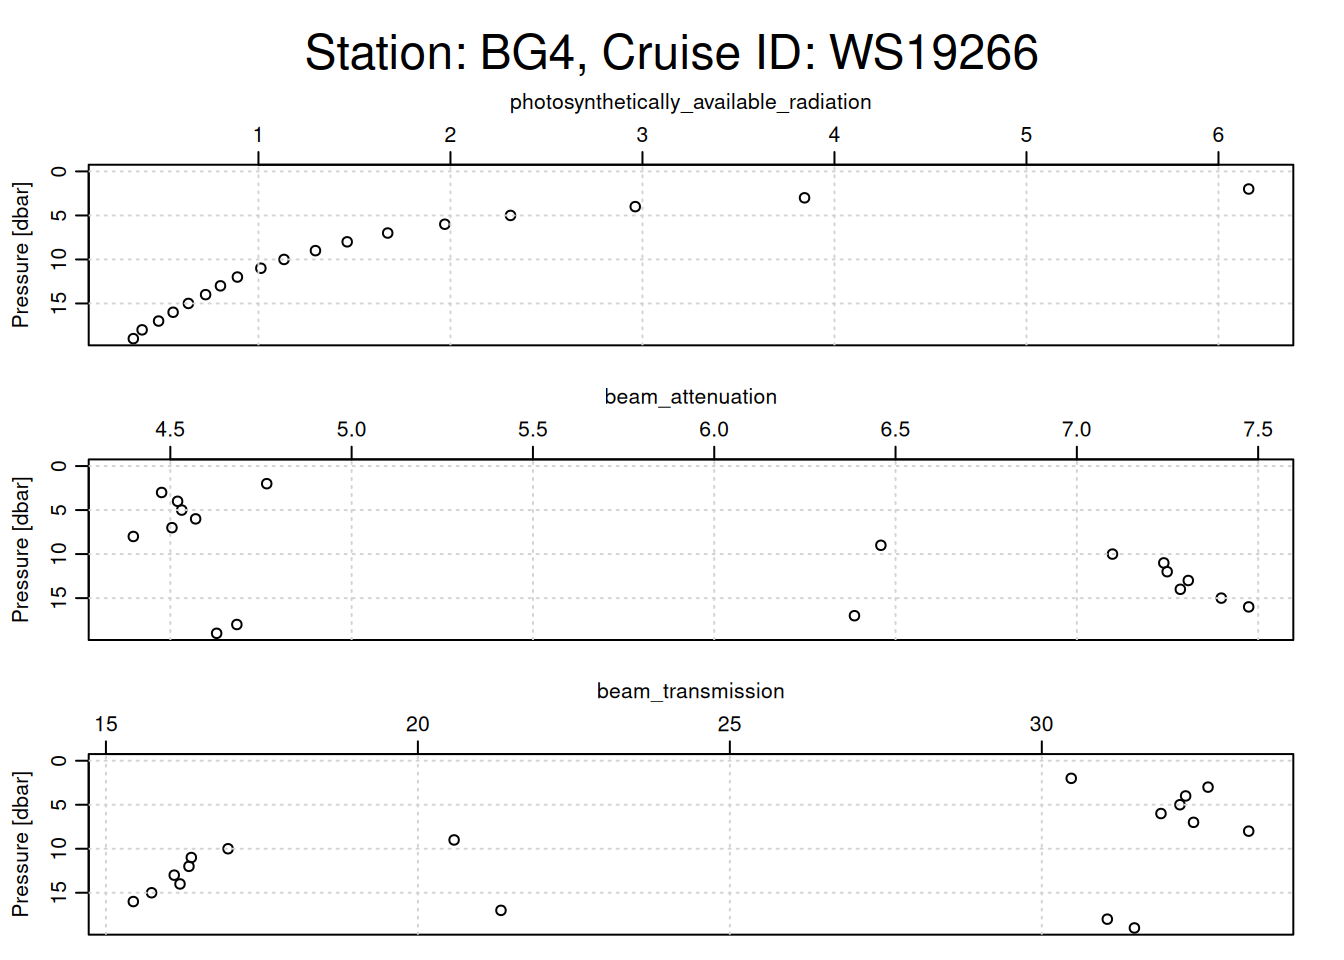 Station: BG4, Cruise ID: WS19266
photosynthetically_available_radiation
1 2 3 4 5 6
Pressure [dbar]
0
5
10
15
beam_attenuation
4.5 5.0 5.5 6.0 6.5 7.0 7.5
Pressure [dbar]
0
5
10
15
beam_transmission
15 20 25 30
Pressure [dbar]
0
5
10
15